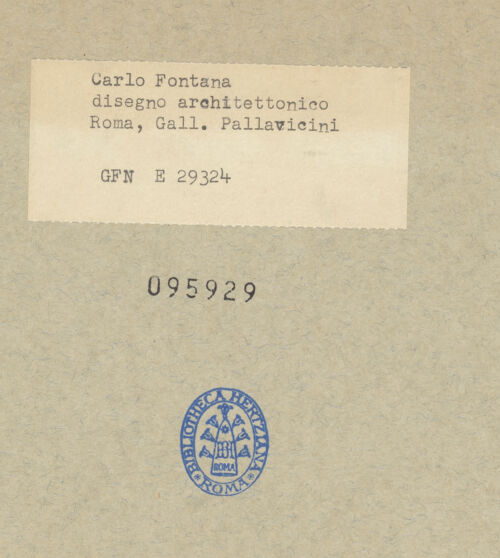 Carlo Fontana
disegno architettonico
Roma, Gall. Pallavicini
GFN E 29324
095929
BIBLIOTHECA HERTZIANA
ROMA
ROMA